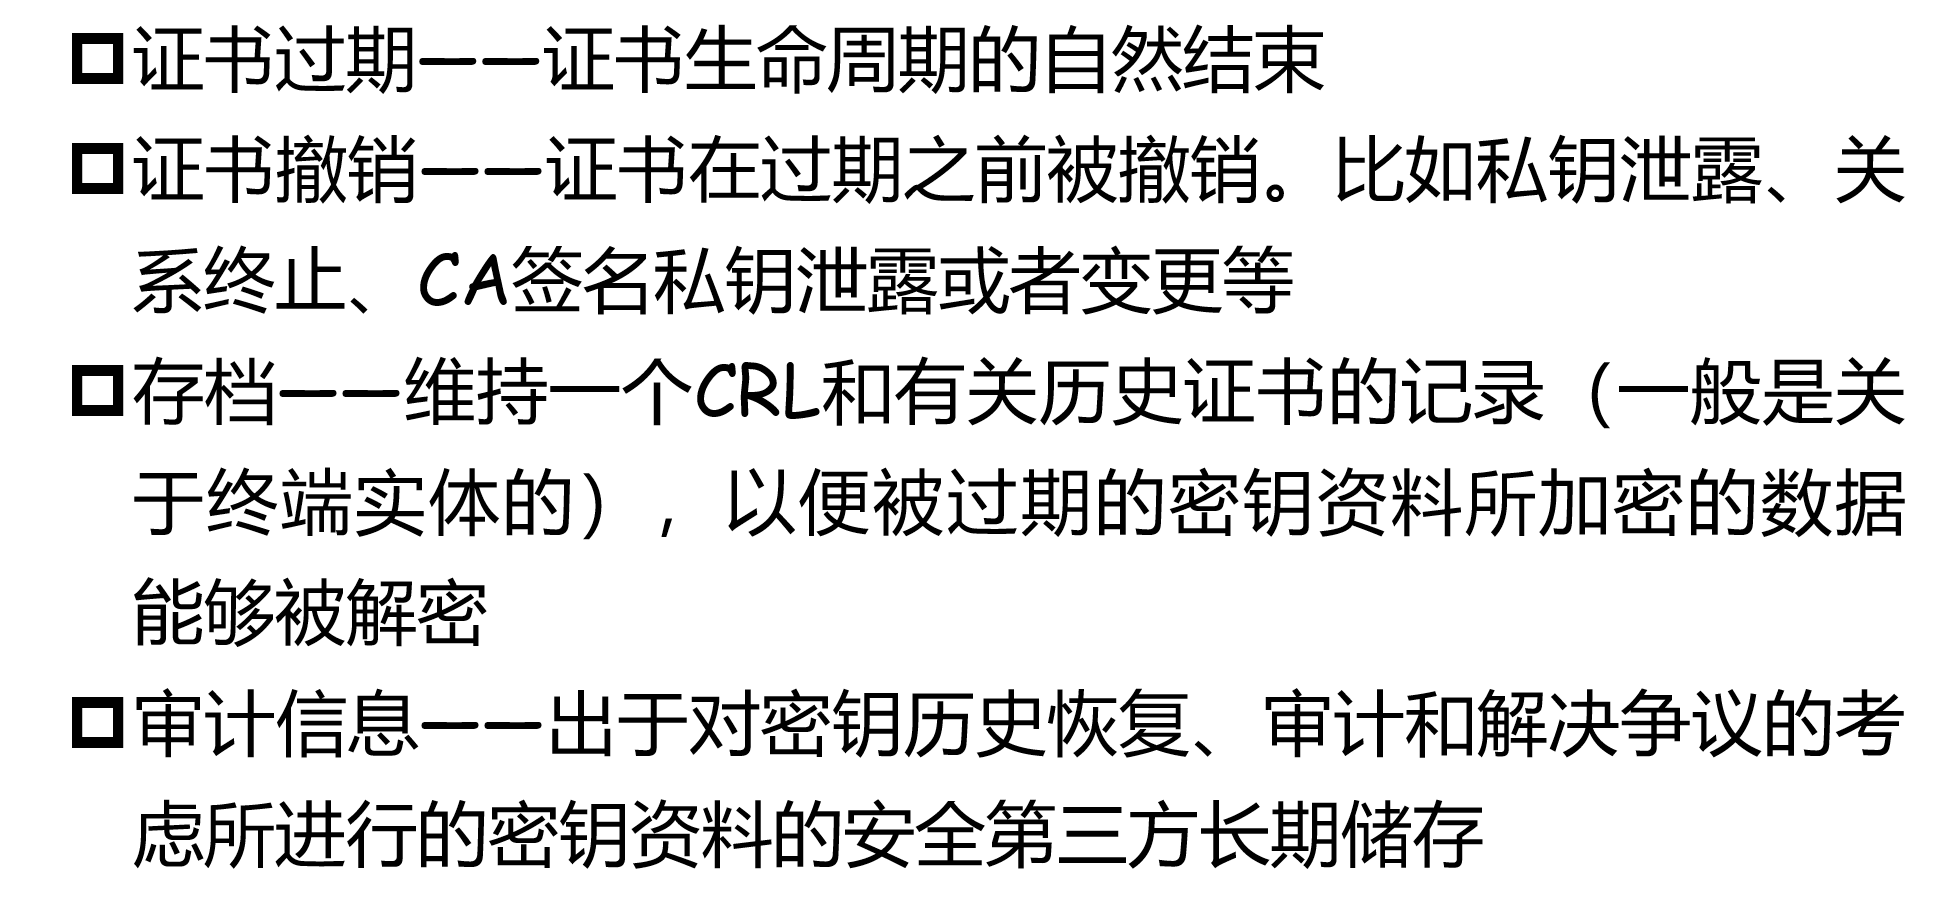 证书过期——证书生命周期的自然结束
证书撤销——证书在过期之前被撤销。比如私钥泄露、关
系终止、CA签名私钥泄露或者变更等
存档——维持一个CRL和有关历史证书的记录（一般是关
于终端实体的），以便被过期的密钥资料所加密的数据
能够被解密
审计信息——出于对密钥历史恢复、审计和解决争议的考
虑所进行的密钥资料的安全第三方长期储存